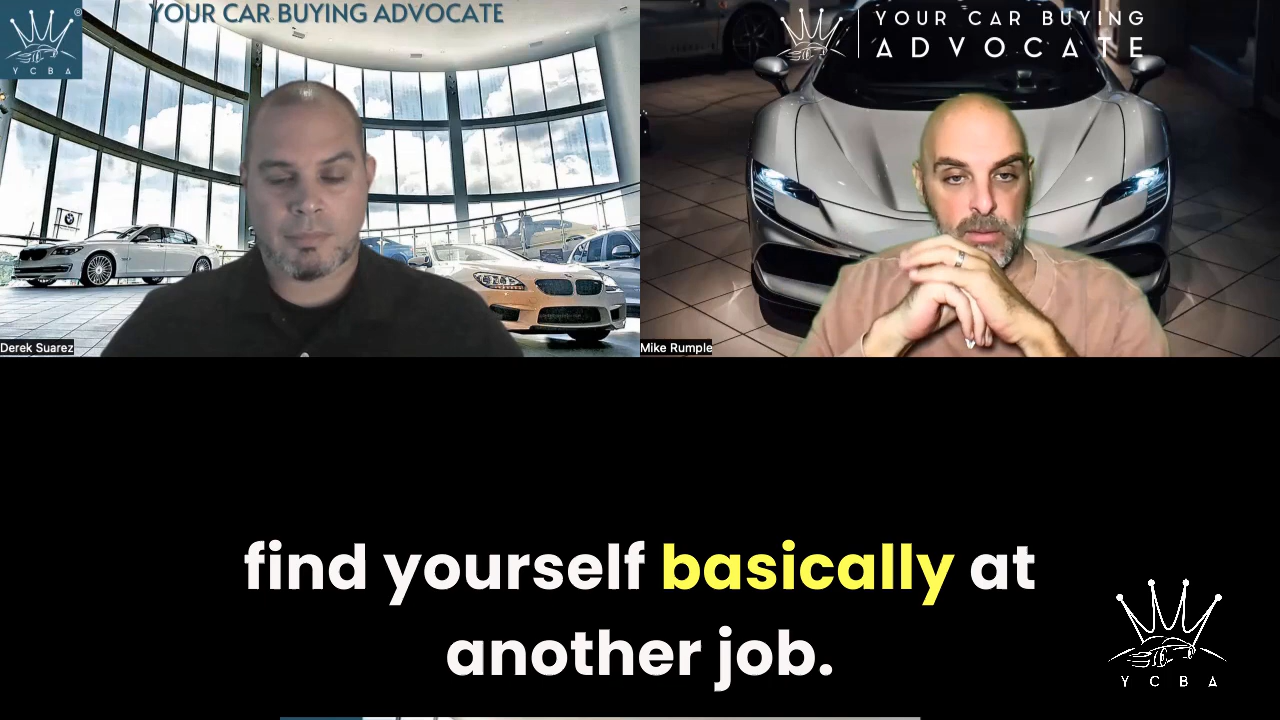 YOUR CAR BUYING ADVOCATE
®
YCBA
YOUR CAR BUYING
ADVOCATE
Derek Suarez
Mike Rumple
find yourself basically at
another job.
YCBA